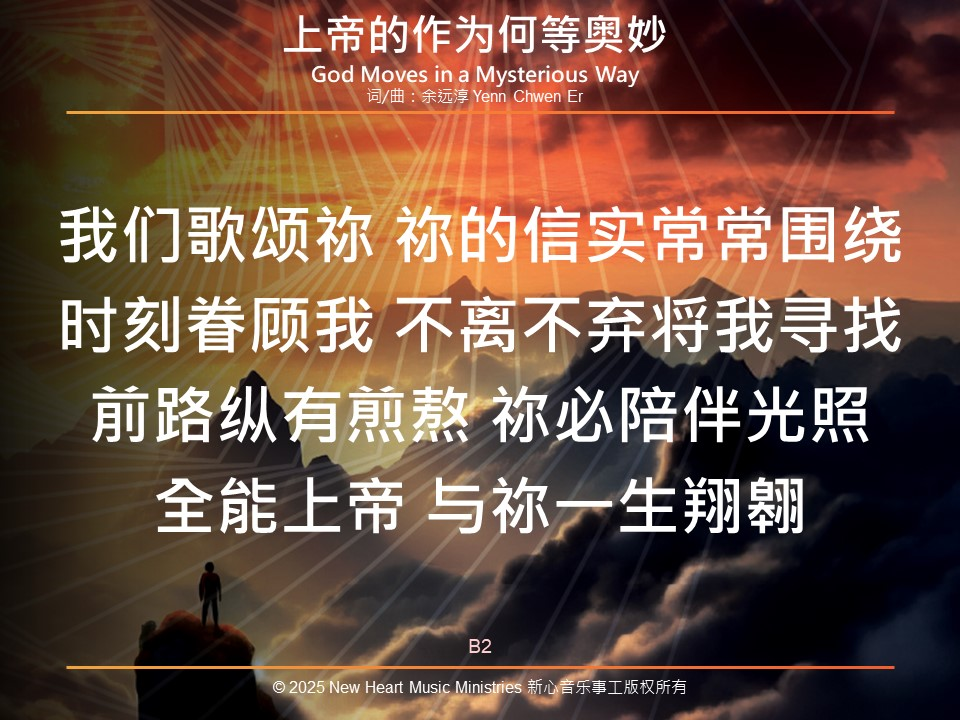 上帝的作为何等奥妙
God Moves in a Mysterious Way
词/曲：余远淳 Yenn Chwen Er
我们歌颂祢 祢的信实常常围绕
时刻眷顾我 不离不弃将我寻找
前路纵有煎熬 祢必陪伴光照
全能上帝 与祢一生翔翱
B2
© 2025 New Heart Music Ministries 新心音乐事工版权所有